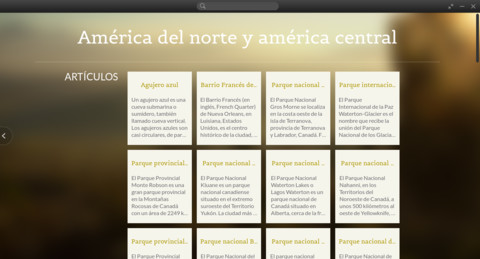 América del norte y américa central
ARTÍCULOS
Agujero azul
Un agujero azul es una
cueva submarina o
sumidero, también
llamado cueva vertical.
Los agujeros azules son
casi circulares, de par...
Barrio Francés de...
El Barrio Francés (en
inglés, French Quarter)
de Nueva Orleans, en
Luisiana, Estados
Unidos, es el centro
histórico de la ciudad, ...
Parque nacional ...
El Parque Nacional
Gros Morne se localiza
en la costa oeste de la
isla de Terranova,
provincia de Terranova
y Labrador, Canadá. F...
Parque internacio...
El Parque
Internacional de la Paz
Waterton-Glacier es el
nombre que recibe la
unión del Parque
Nacional de los Glacia...
Parque provincial...
El Parque Provincial
Monte Robson es una
gran parque provincial
en la Montañas
Rocosas de Canadá
con un área de 2249 k...
Parque nacional ...
El Parque Nacional
Kluane es un parque
nacional canadiense
situado en el extremo
suroeste del Territorio
Yukón. La ciudad más ...
Parque nacional ...
El Parque Nacional
Waterton Lakes o
Lagos Waterton es un
parque nacional de
Canadá situado en
Alberta, cerca de la fr...
Parque nacional ...
El Parque Nacional
Nahanni, en los
Territorios del
Noroeste de Canadá, a
unos 500 kilómetros al
oeste de Yellowknife, ...
Parque provincial...
El Parque Provincial
Parque nacional B...
El Parque Nacional
Parque nacional ...
El parque nacional
Parque nacional d...
El Parque Nacional